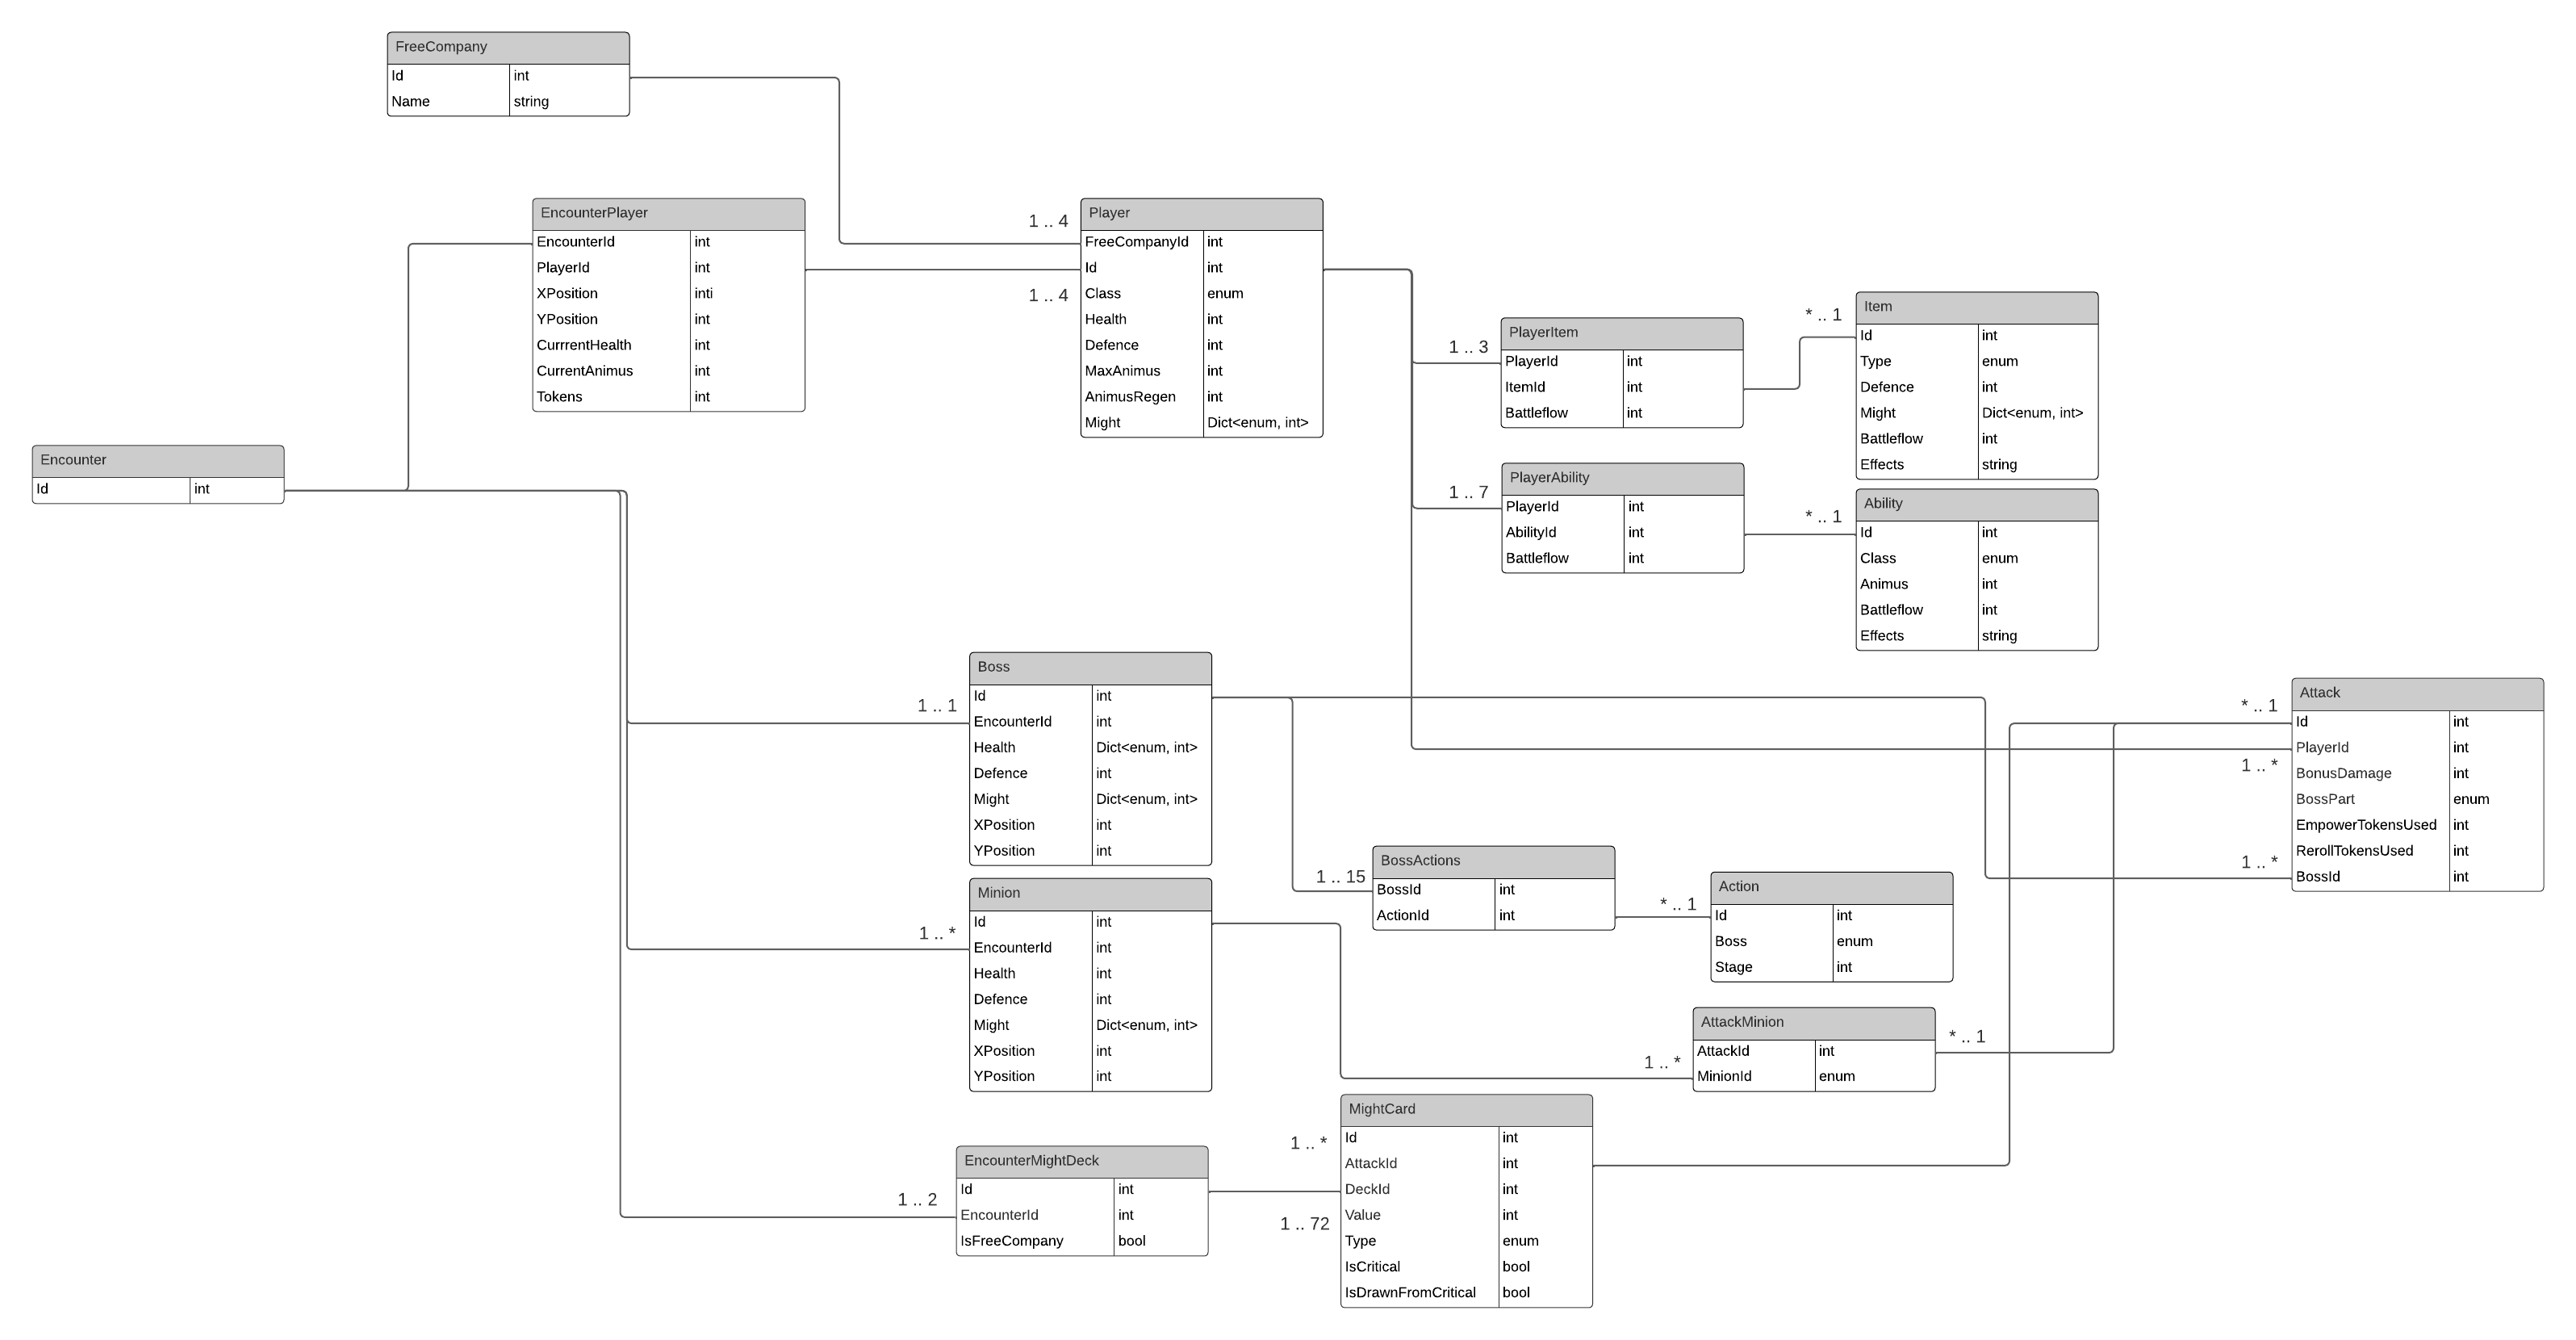 FreeCompany
Id int
Name string
EncounterPlayer
EncounterId int
PlayerId int
XPosition inti
YPosition int
CurrrentHealth int
CurrentAnimus int
Tokens int
1 .. 4
1 .. 4
Player
FreeCompanyId int
Id int
Class enum
Health int
Defence int
MaxAnimus int
AnimusRegen int
Might Dict<enum, int>
1 .. 3
PlayerItem
PlayerId int
ItemId int
Battleflow int
* .. 1
Item
Id int
Type enum
Defence int
Might Dict<enum, int>
Battleflow int
Effects string
Encounter
Id int
1 .. 7
PlayerAbility
PlayerId int
AbilityId int
Battleflow int
* .. 1
Ability
Id int
Class enum
Animus int
Battleflow int
Effects string
1 .. 1
Boss
Id int
EncounterId int
Health Dict<enum, int>
Defence int
Might Dict<enum, int>
XPosition int
YPosition int
* .. 1
1 .. *
1 .. *
Attack
Id int
PlayerId int
BonusDamage int
BossPart enum
EmpowerTokensUsed int
RerollTokensUsed int
BossId int
1 .. 15
BossActions
BossId int
ActionId int
* .. 1
Action
Id int
Boss enum
Stage int
1 .. *
Minion
Id int
EncounterId int
Health int
Defence int
Might Dict<enum, int>
XPosition int
YPosition int
1 .. *
AttackMinion
AttackId int
MinionId enum
* .. 1
1 .. 2
EncounterMightDeck
Id int
EncounterId int
IsFreeCompany bool
1 .. *
1 .. 72
MightCard
Id int
AttackId int
DeckId int
Value int
Type enum
IsCritical bool
IsDrawnFromCritical bool